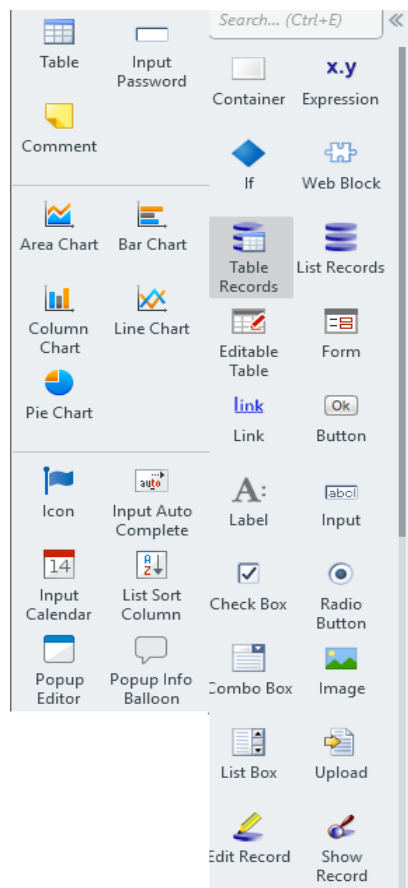 Table
Input
Password
Comment
Area Chart
Bar Chart
Column
Chart
Line Chart
Pie Chart
Icon
auto
Input Auto
Complete
14
Input
Calendar
A
Z
List Sort
Column
Popup
Editor
Popup Info
Balloon
Search... (Ctrl+E)
Container
x.y
Expression
If
Web Block
Table
Records
List Records
Editable
Table
Form
link
Link
Ok
Button
A:
Label
abcl
Input
Check Box
Radio
Button
Combo Box
Image
List Box
Upload
Edit Record
Show
Record